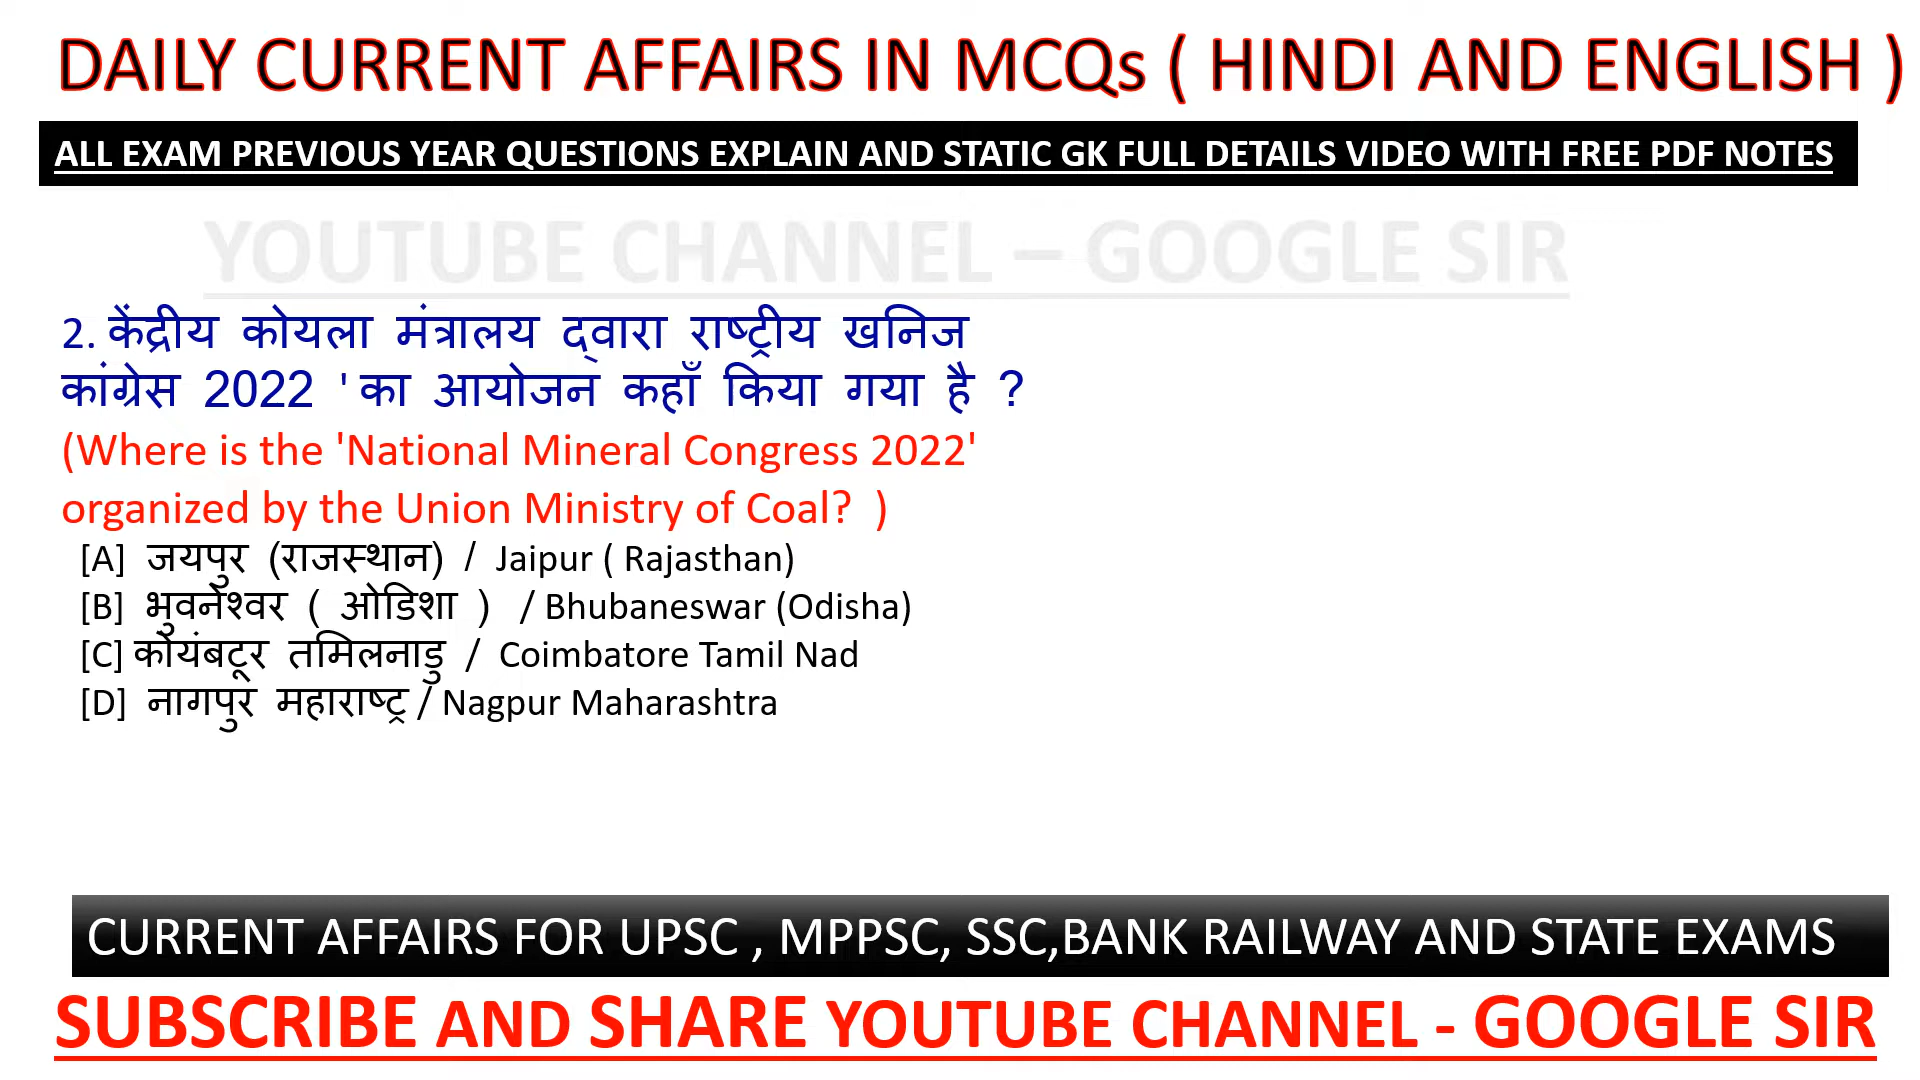 DAILY CURRENT AFFAIRS IN MCQs ( HINDI AND ENGLISH )
ALL EXAM PREVIOUS YEAR QUESTIONS EXPLAIN AND STATIC GK FULL DETAILS VIDEO WITH FREE PDF NOTES
YOUTUBE CHANNEL – GOOGLE SIR
2. केंद्रीय कोयला मंत्रालय द्वारा राष्ट्रीय खनिज
कांग्रेस 2022 ' का आयोजन कहाँ किया गया है ?
(Where is the 'National Mineral Congress 2022'
organized by the Union Ministry of Coal? )
[A] जयपुर (राजस्थान) / Jaipur ( Rajasthan)
[B] भुवनेश्वर ( ओडिशा ) / Bhubaneswar (Odisha)
[C] कोयंबटूर तमिलनाडु / Coimbatore Tamil Nad
[D] नागपुर महाराष्ट्र / Nagpur Maharashtra
CURRENT AFFAIRS FOR UPSC , MPPSC, SSC,BANK RAILWAY AND STATE EXAMS
SUBSCRIBE AND SHARE YOUTUBE CHANNEL - GOOGLE SIR